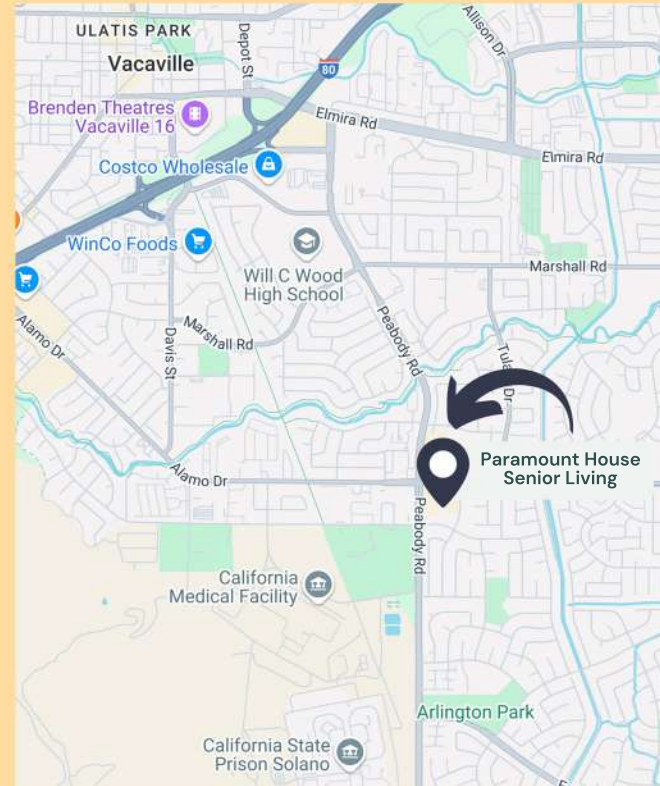 ULATIS PARK
Vacaville
Depot St
Allison Dr
80
Brenden Theatres
Vacaville 16
Elmira Rd
Elmira Rd
Costco Wholesale
WinCo Foods
Will C Wood
High School
Marshall Rd
Alamo Dr
Davis St
Marshall Rd
Peabody Rd
Dr
Paramount House
Senior Living
Alamo Dr
Peabody Rd
California
Medical Facility
Arlington Park
California State
Prison Solano